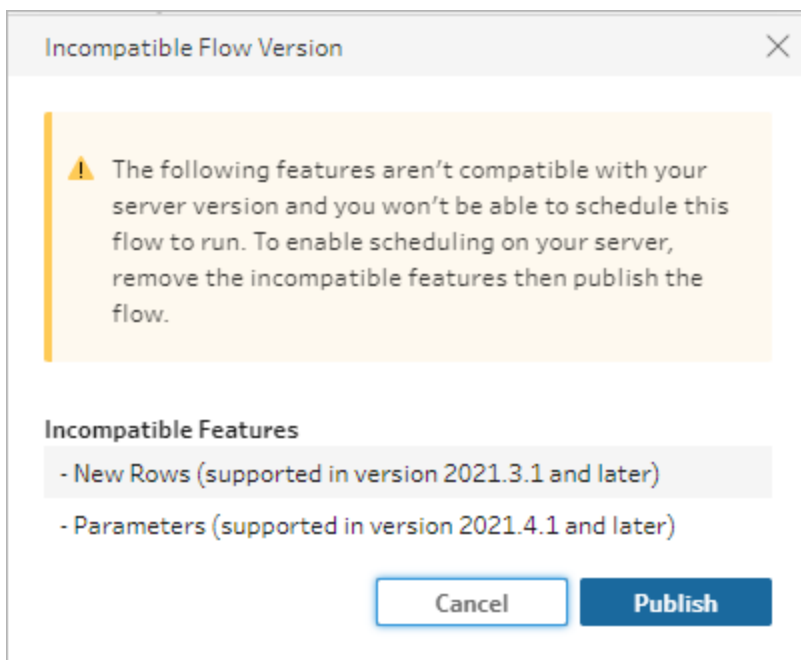 Incompatible Flow Version
The following features aren't compatible with your
server version and you won't be able to schedule this
flow to run. To enable scheduling on your server,
remove the incompatible features then publish the
flow.
Incompatible Features
- New Rows (supported in version 2021.3.1 and later)
- Parameters (supported in version 2021.4.1 and later)
Cancel Publish